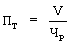 Пт = V
Чр